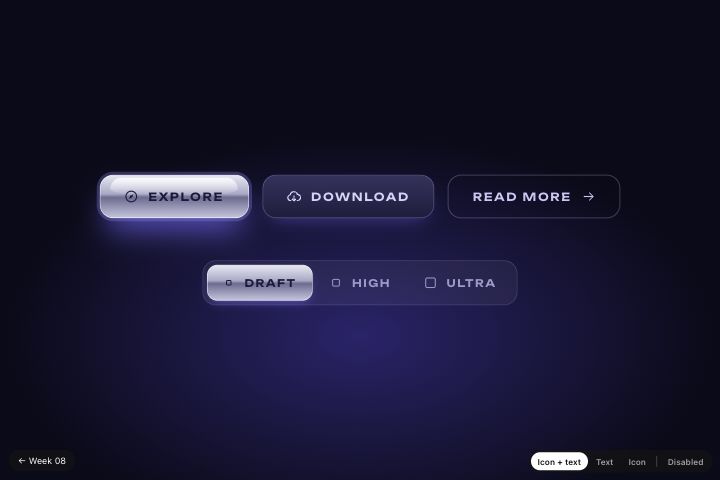 EXPLORE DOWNLOAD READ MORE →
DRAFT HIGH ULTRA
← Week 08 Icon + text Text Icon Disabled